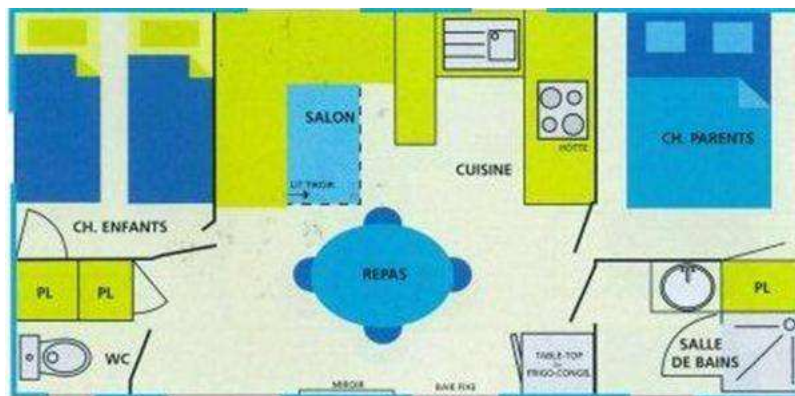 SALON
CH. PARENTS
HOTTE
CUISINE
LIT TIROIR
CH. ENFANTS
REPAS
PL
PL
PL
SALLE
DE BAINS
WC
TABLE-TOP
FRIGO-CONGEL
MIROIR
BAIE FIXE